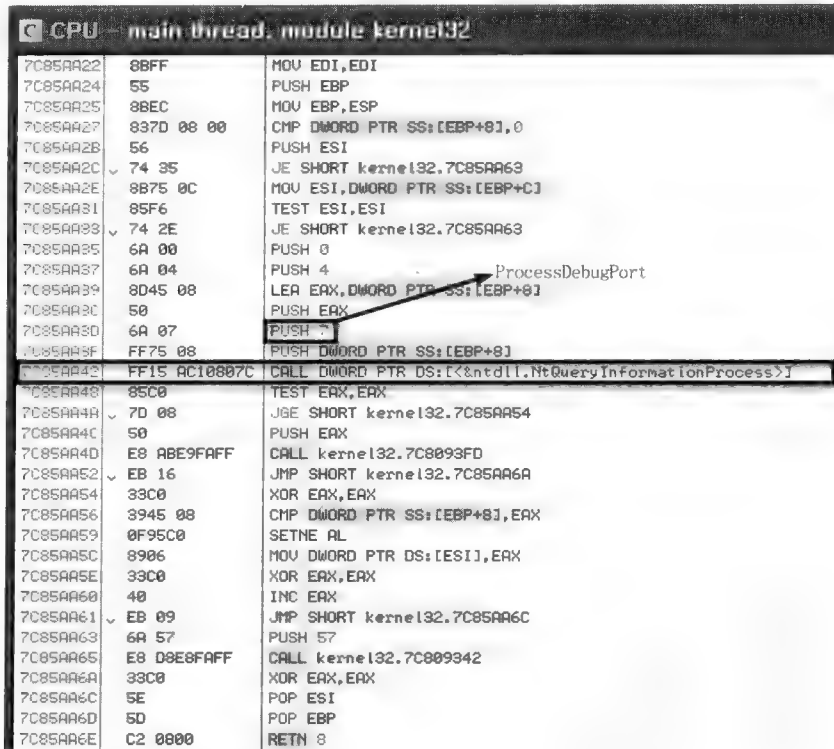 C CPU - main thread, module kernel32
7C85AA22 8BFF MOV EDI,EDI
7C85AA24 55 PUSH EBP
7C85AA25 8BEC MOV EBP,ESP
7C85AA27 837D 08 00 CMP DWORD PTR SS:[EBP+8],0
7C85AA2B 56 PUSH ESI
7C85AA2C 74 35 JE SHORT kernel32.7C85AA63
7C85AA2E 8B75 0C MOV ESI,DWORD PTR SS:[EBP+C]
7C85AA31 85F6 TEST ESI,ESI
7C85AA33 74 2E JE SHORT kernel32.7C85AA63
7C85AA35 6A 00 PUSH 0
7C85AA37 6A 04 PUSH 4
ProcessDebugPort
7C85AA39 8D45 08 LEA EAX,DWORD PTR SS:[EBP+8]
7C85AA3C 50 PUSH EAX
7C85AA3D 6A 07 PUSH 7
7C85AA3F FF75 08 PUSH DWORD PTR SS:[EBP+8]
7C85AA42 FF15 AC10807C CALL DWORD PTR DS:[<&ntdll.NtQueryInformationProcess>]
7C85AA48 85C0 TEST EAX,EAX
7C85AA4A 7D 08 JGE SHORT kernel32.7C85AA54
7C85AA4C 50 PUSH EAX
7C85AA4D E8 ABE9FAFF CALL kernel32.7C8093FD
7C85AA52 EB 16 JMP SHORT kernel32.7C85AA6A
7C85AA54 33C0 XOR EAX,EAX
7C85AA56 3945 08 CMP DWORD PTR SS:[EBP+8],EAX
7C85AA59 0F95C0 SETNE AL
7C85AA5C 8906 MOV DWORD PTR DS:[ESI],EAX
7C85AA5E 33C0 XOR EAX,EAX
7C85AA60 40 INC EAX
7C85AA61 EB 09 JMP SHORT kernel32.7C85AA6C
7C85AA63 6A 57 PUSH 57
7C85AA65 E8 D8E8FAFF CALL kernel32.7C809342
7C85AA6A 33C0 XOR EAX,EAX
7C85AA6C 5E POP ESI
7C85AA6D 5D POP EBP
7C85AA6E C2 0800 RETN 8